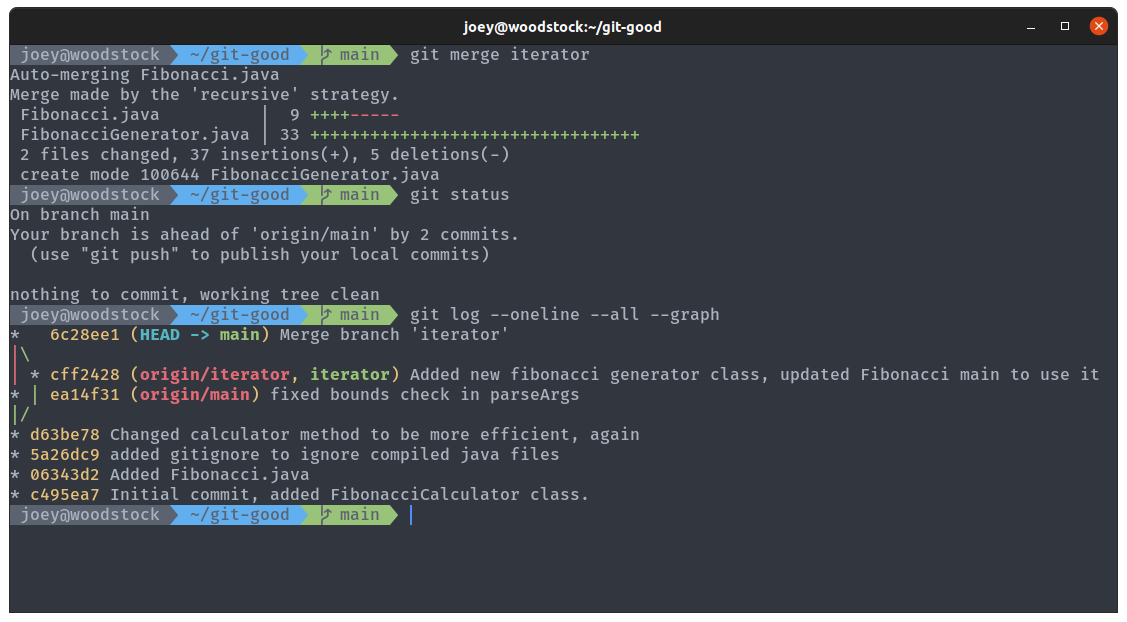 joey@woodstock:~/git-good
joey@woodstock ~/git-good main git merge iterator
Auto-merging Fibonacci.java
Merge made by the 'recursive' strategy.
 Fibonacci.java          |  9 ++++-----
 FibonacciGenerator.java | 33 +++++++++++++++++++++++++++++++++
 2 files changed, 37 insertions(+), 5 deletions(-)
 create mode 100644 FibonacciGenerator.java
joey@woodstock ~/git-good main git status
On branch main
Your branch is ahead of 'origin/main' by 2 commits.
  (use "git push" to publish your local commits)
nothing to commit, working tree clean
joey@woodstock ~/git-good main git log --oneline --all --graph
*   6c28ee1 (HEAD -> main) Merge branch 'iterator'
|\
| * cff2428 (origin/iterator, iterator) Added new fibonacci generator class, updated Fibonacci main to use it
* | ea14f31 (origin/main) fixed bounds check in parseArgs
|/
* d63be78 Changed calculator method to be more efficient, again
* 5a26dc9 added gitignore to ignore compiled java files
* 06343d2 Added Fibonacci.java
* c495ea7 Initial commit, added FibonacciCalculator class.
joey@woodstock ~/git-good main